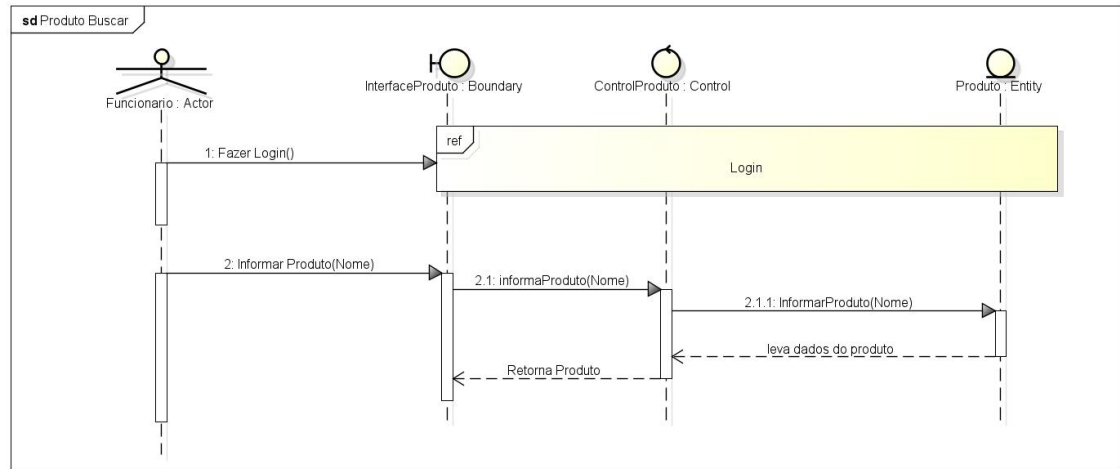 sd Produto Buscar
Funcionario : Actor
InterfaceProduto : Boundary
ControlProduto : Control
Produto : Entity
ref
1: Fazer Login()
Login
2: Informar Produto(Nome)
2.1: informaProduto(Nome)
2.1.1: InformarProduto(Nome)
leva dados do produto
Retorna Produto